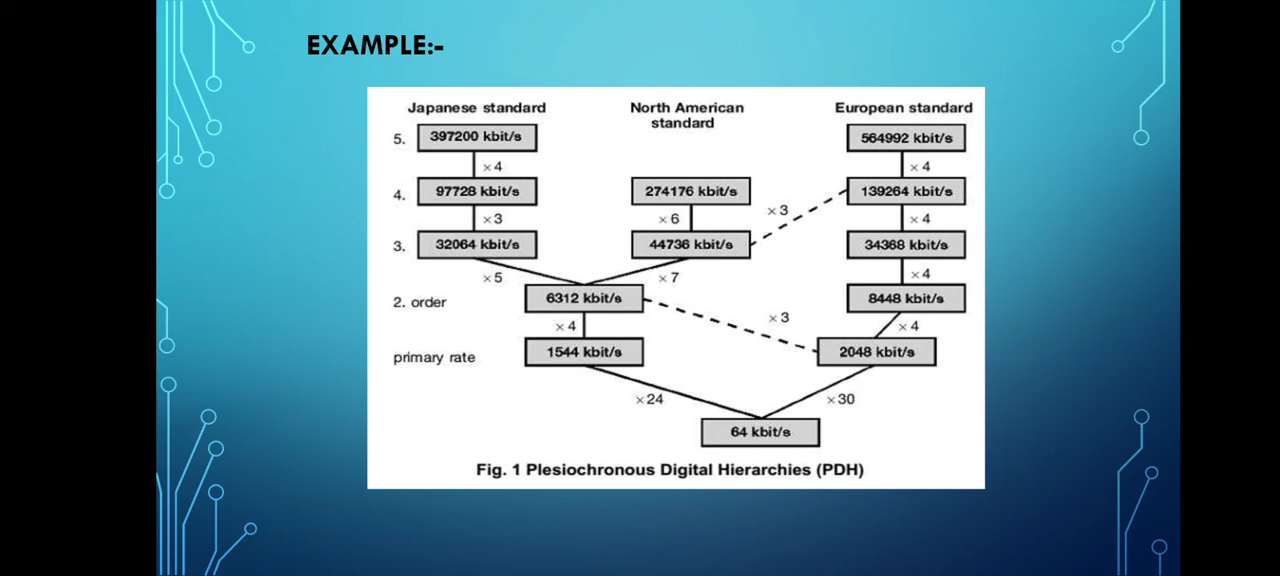 EXAMPLE:-
Japanese standard
North American
standard
European standard
5.
397200 kbit/s
564992 kbit/s
×4
×4
4.
97728 kbit/s
274176 kbit/s
139264 kbit/s
×3
×6
×3
×4
3.
32064 kbit/s
44736 kbit/s
34368 kbit/s
×5
×7
×4
2. order
6312 kbit/s
8448 kbit/s
×4
×3
×4
primary rate
1544 kbit/s
2048 kbit/s
×24
×30
64 kbit/s
Fig. 1 Plesiochronous Digital Hierarchies (PDH)